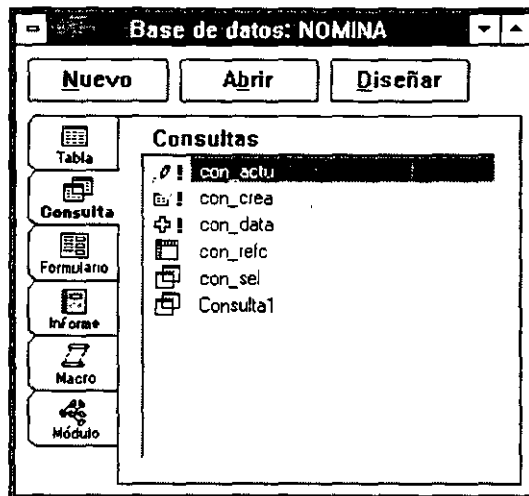 Base de datos: NOMINA
Nuevo Abrir Diseñar
Tabla
Consulta
Formulario
Informe
Macro
Módulo
Consultas
con_actu
con_crea
con_data
con_refc
con_sel
Consulta1